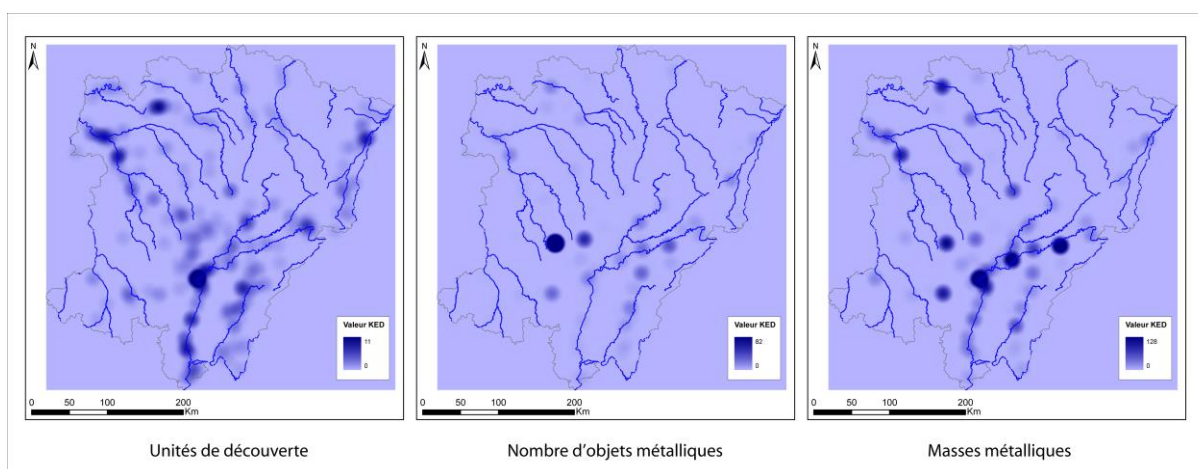 N
Valeur KED
11
0
0 50 100 200
Km
Unités de découverte
N
Valeur KED
82
0
0 50 100 200
Km
Nombre d'objets métalliques
N
Valeur KED
128
0
0 50 100 200
Km
Masses métalliques